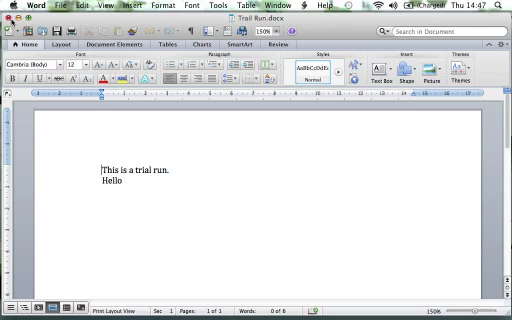 Word File Edit View Insert Format Font Tools Table Window Help (Charged) Thu 14:47
Trail Run.docx
150% Search in Document
Home Layout Document Elements Tables Charts SmartArt Review
Font Paragraph Styles Insert Themes
Cambria (Body) 12 A A Aa
B I U ABC A A A
AaBbCcDdEe
Normal
Text Box Shape Picture Themes
This is a trial run.
Hello
Print Layout View Sec 1 Pages: 1 of 1 Words: 0 of 6 150%